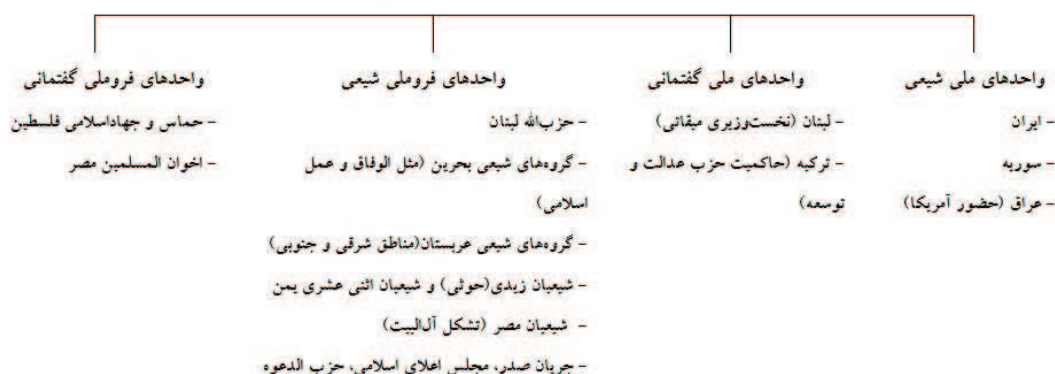 واحدهای ملی شیعی
- ایران
- سوریه
- عراق (حضور آمریکا)
واحدهای ملی گفتمانی
- لبنان (نخست‌وزیری میقاتی)
- ترکیه (حاکمیت حزب عدالت و
توسعه)
واحدهای فروملی شیعی
- حزب‌الله لبنان
- گروه‌های شیعی بحرین (مثل الوفاق و عمل
اسلامی)
- گروه‌های شیعی عربستان(مناطق شرقی و جنوبی)
- شیعیان زیدی(حوثی) و شیعیان اثنی عشری یمن
- شیعیان مصر (تشکل آل‌البیت)
- جریان صدر، مجلس اعلای اسلامی، حزب الدعوه
واحدهای فروملی گفتمانی
- حماس و جهاداسلامی فلسطین
- اخوان المسلمین مصر